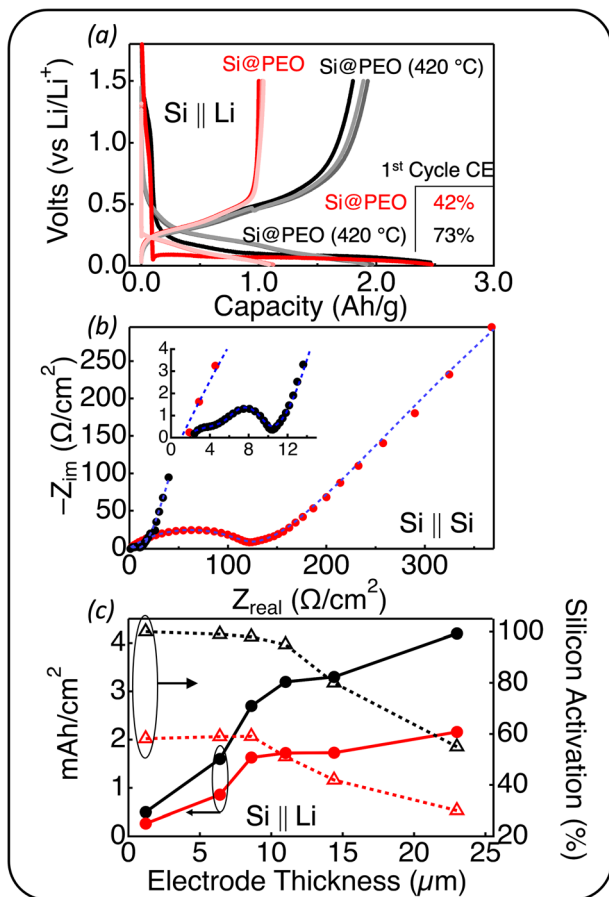 (a)
Si@PEO
Si@PEO (420 °C)
Si || Li
1st Cycle CE
Si@PEO 42%
Si@PEO (420 °C) 73%
Volts (vs Li/Li+)
1.5
1.0
0.5
0.0
0.0 1.0 2.0 3.0
Capacity (Ah/g)
(b)
–Zim (Ω/cm2)
250
200
150
100
50
0
4
3
2
1
0
0 4 8 12
Si || Si
0 100 200 300
Zreal (Ω/cm2)
(c)
mAh/cm2
4
3
2
1
0
Silicon Activation (%)
100
80
60
40
20
Si || Li
0 5 10 15 20 25
Electrode Thickness (µm)